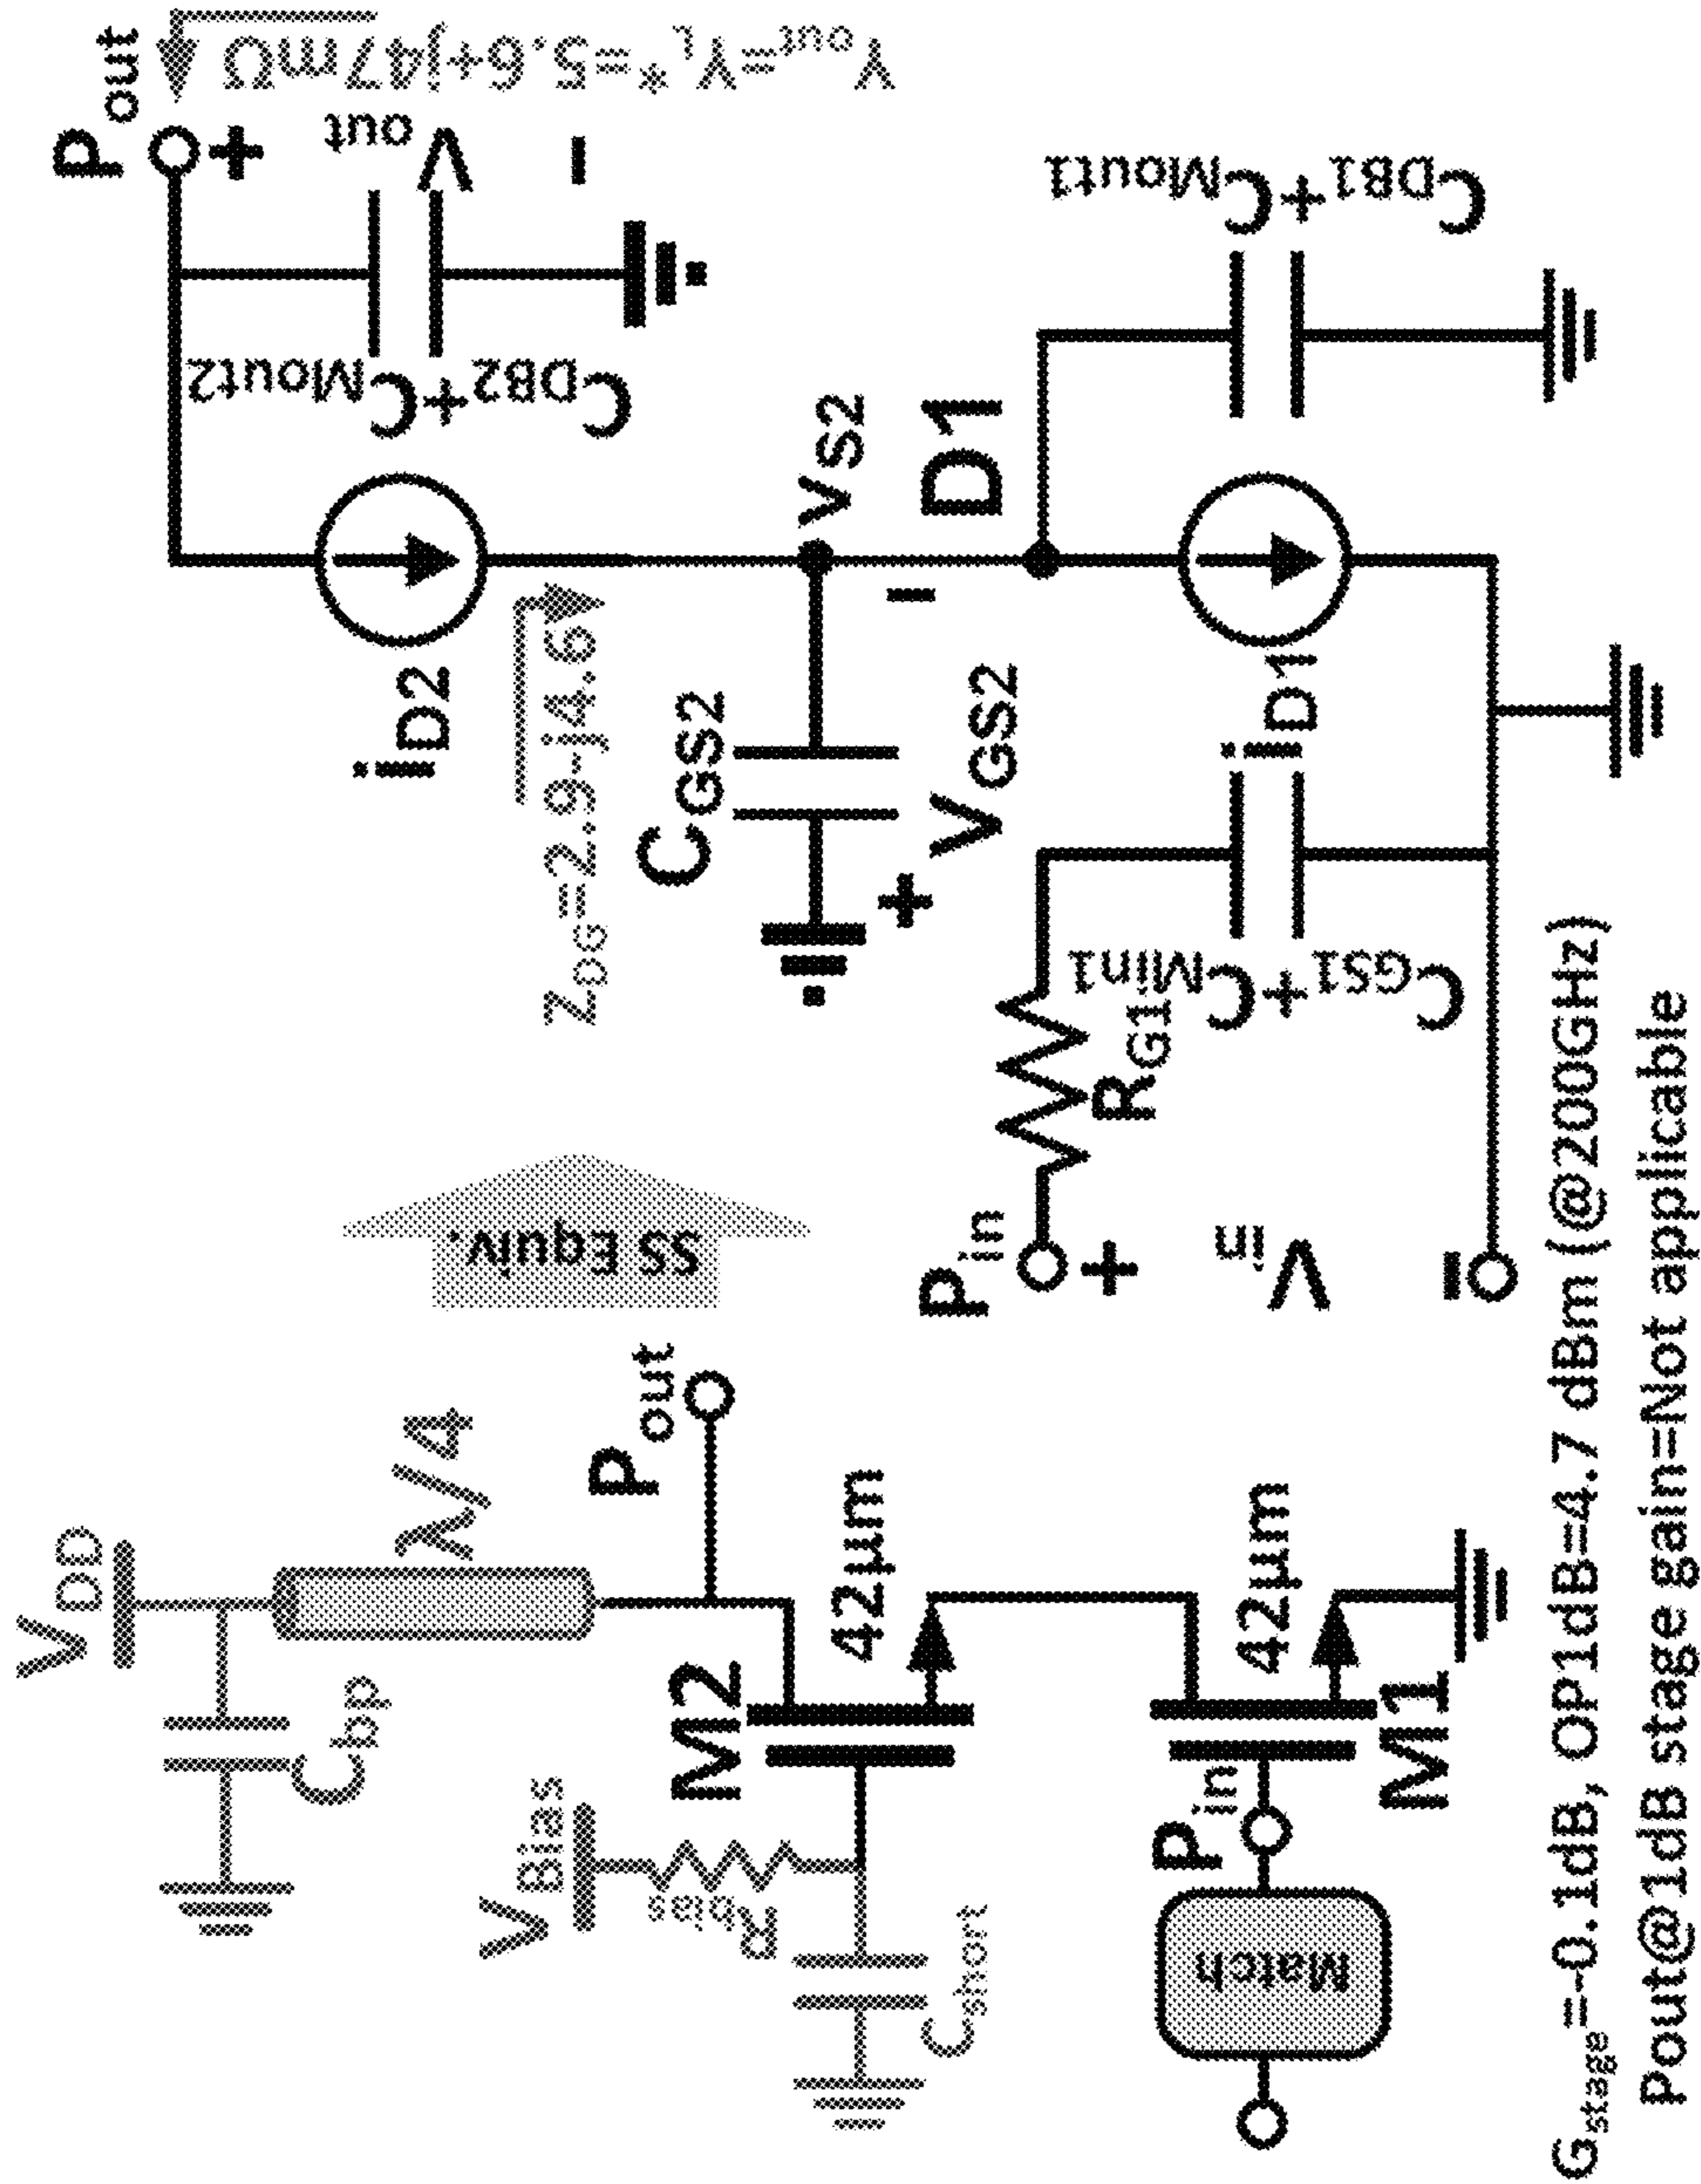 V_DD
λ/4
C_bp
P_out
V_Bias
R_bias
C_short
M2
42μm
42μm
M1
P_in
Match
SS Equiv.
P_out
Y_out=Y_L*=5.6+j47m℧
V_out
C_Mout2
+C_DB2
i_D2
Z_DG=2.9-j4.6
C_GS2
V_S2
V_GS2
D1
P_in
R_G1
V_in
C_Min1
+C_GS1
i_D1
C_Mout1
+C_DB1
G_stage=-0.1dB, OP1dB=4.7 dBm (@200GHz)
Pout@1dB stage gain=Not applicable